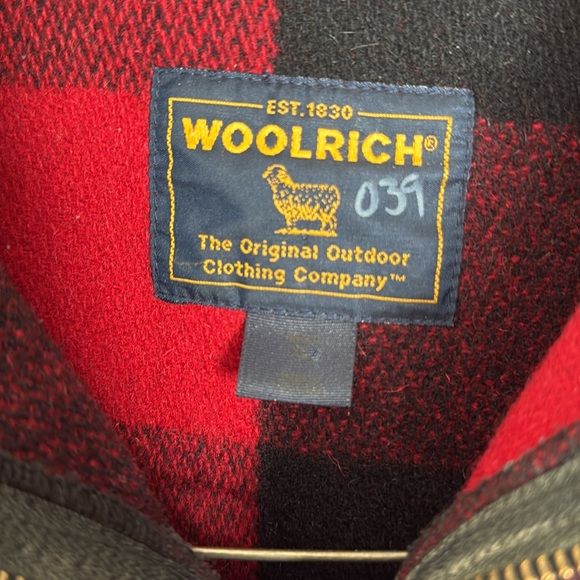 EST.1830
WOOLRICH®
039
The Original Outdoor
Clothing Company™